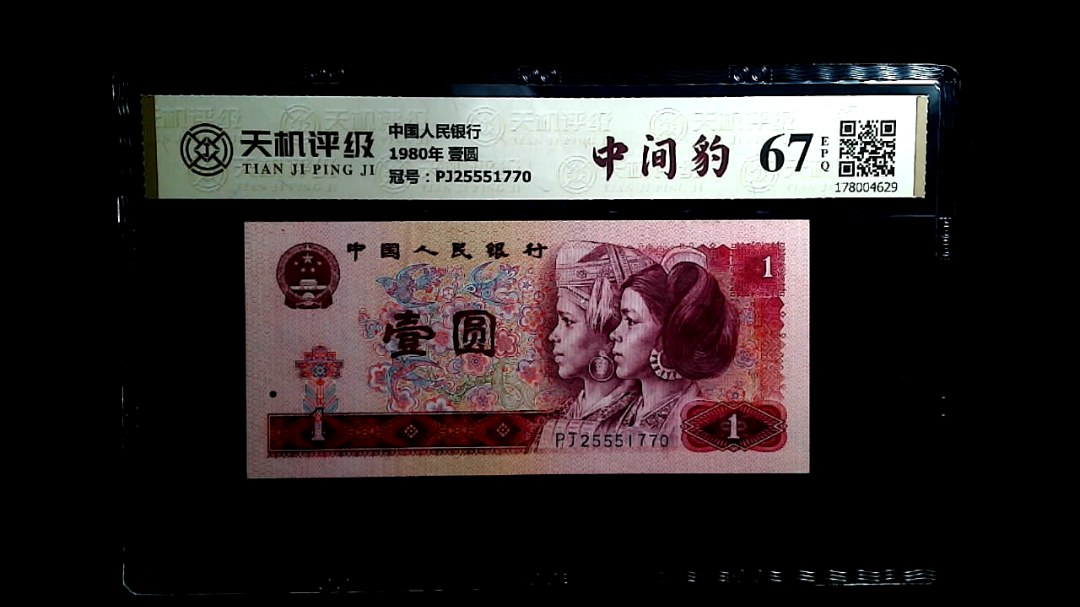 天机评级
TIAN JI PING JI
中国人民银行
1980年 壹圆
冠号：PJ25551770
中间豹
67
EPQ
178004629
中国人民银行
1
壹圆
1
PJ25551770
1